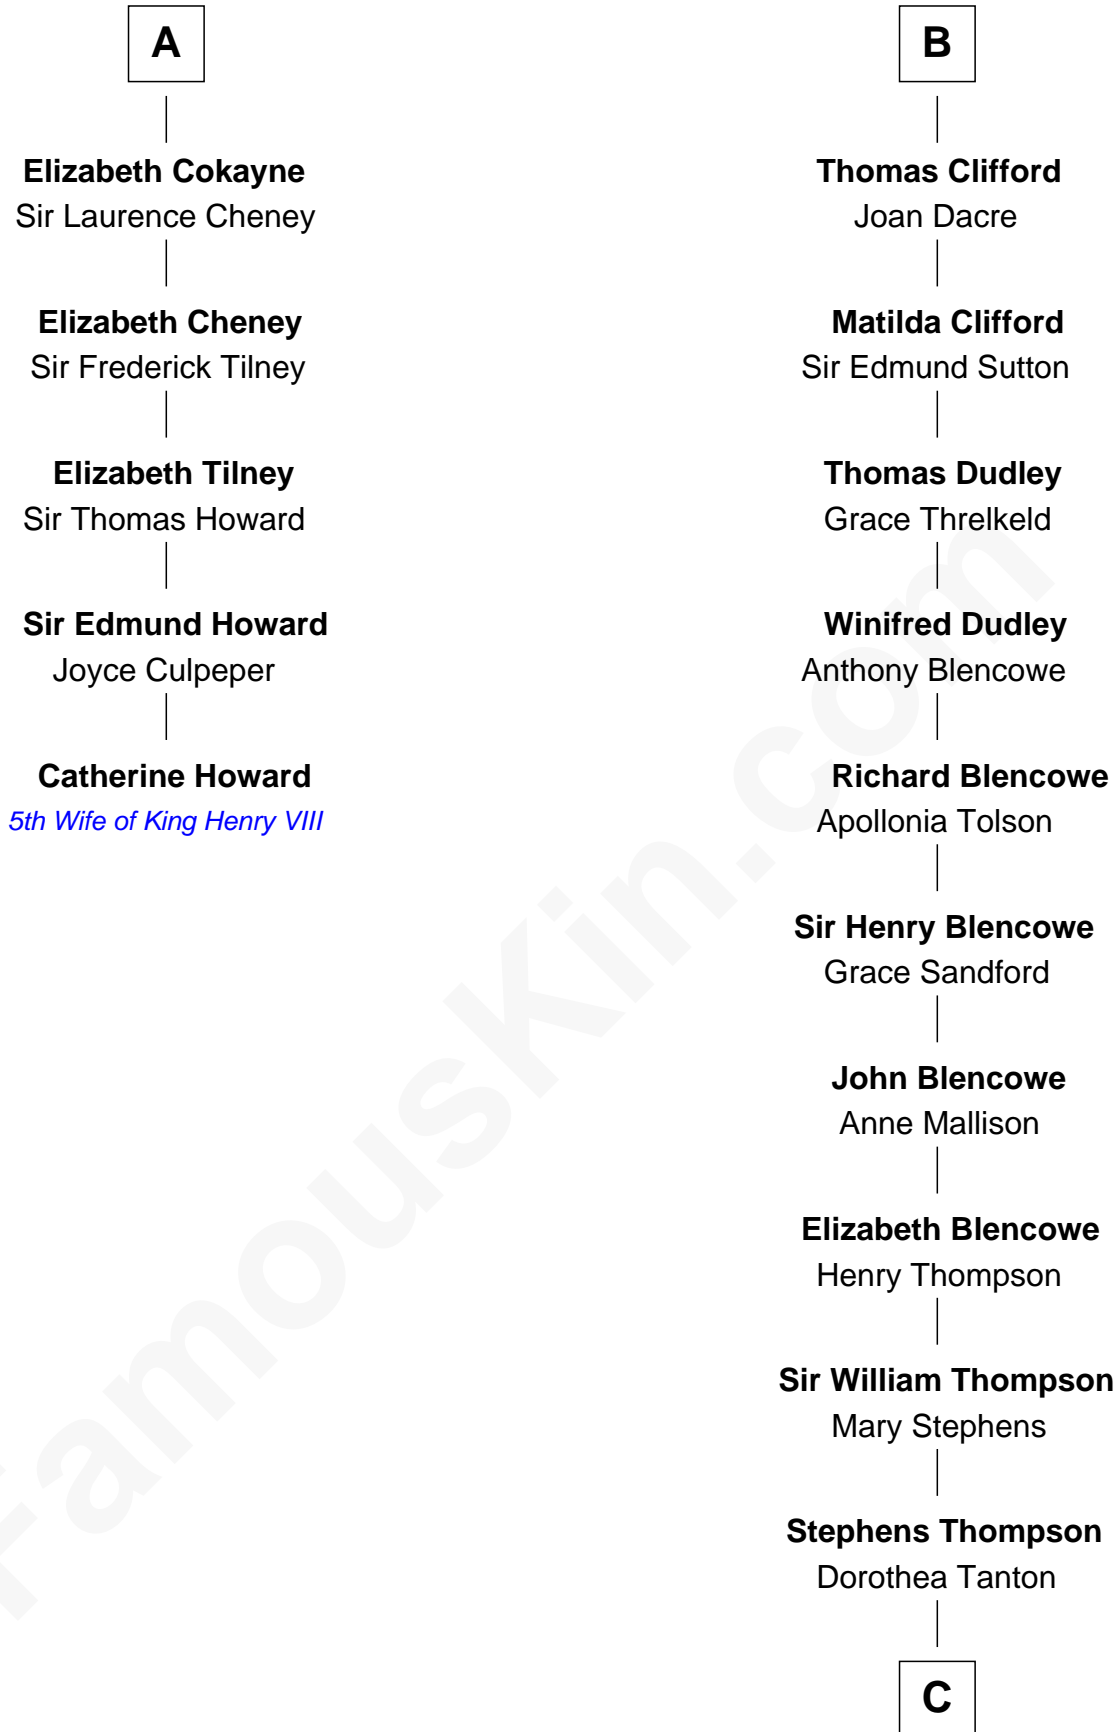 A
Elizabeth Cokayne
Sir Laurence Cheney
Elizabeth Cheney
Sir Frederick Tilney
Elizabeth Tilney
Sir Thomas Howard
Sir Edmund Howard
Joyce Culpeper
Catherine Howard
5th Wife of King Henry VIII
B
Thomas Clifford
Joan Dacre
Matilda Clifford
Sir Edmund Sutton
Thomas Dudley
Grace Threlkeld
Winifred Dudley
Anthony Blencowe
Richard Blencowe
Apollonia Tolson
Sir Henry Blencowe
Grace Sandford
John Blencowe
Anne Mallison
Elizabeth Blencowe
Henry Thompson
Sir William Thompson
Mary Stephens
Stephens Thompson
Dorothea Tanton
C
FamousKin.com